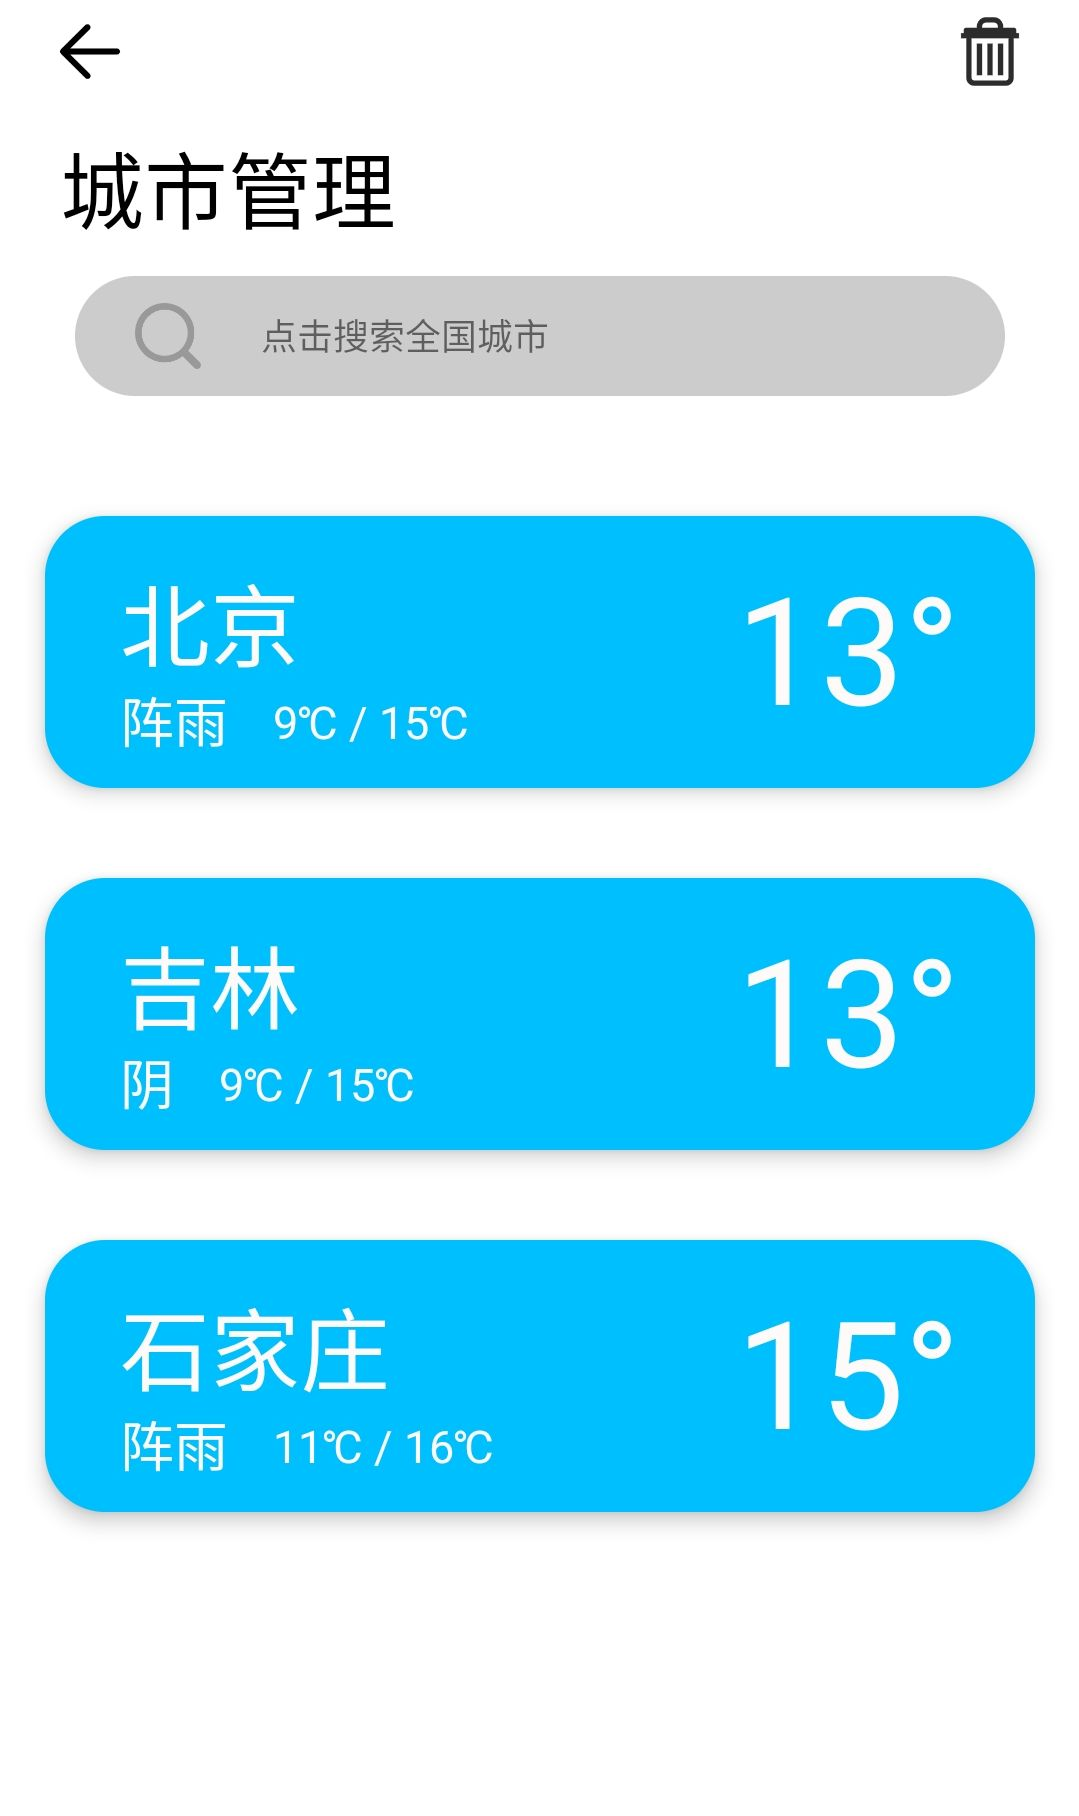 城市管理
点击搜索全国城市
北京
13°
阵雨 9℃ / 15℃
吉林
13°
阴 9℃ / 15℃
石家庄
15°
阵雨 11℃ / 16℃